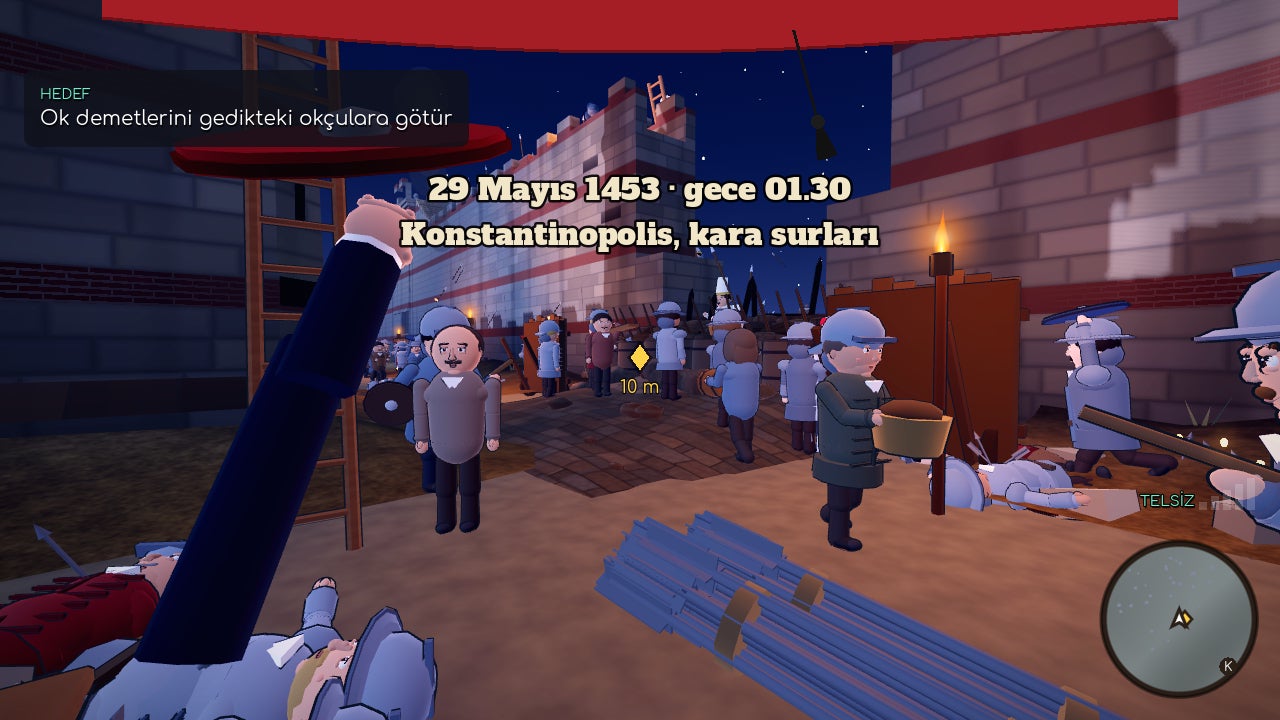 HEDEF
Ok demetlerini gedikteki okçulara götür
29 Mayıs 1453 · gece 01.30
Konstantinopolis, kara surları
10 m
TELSİZ
K